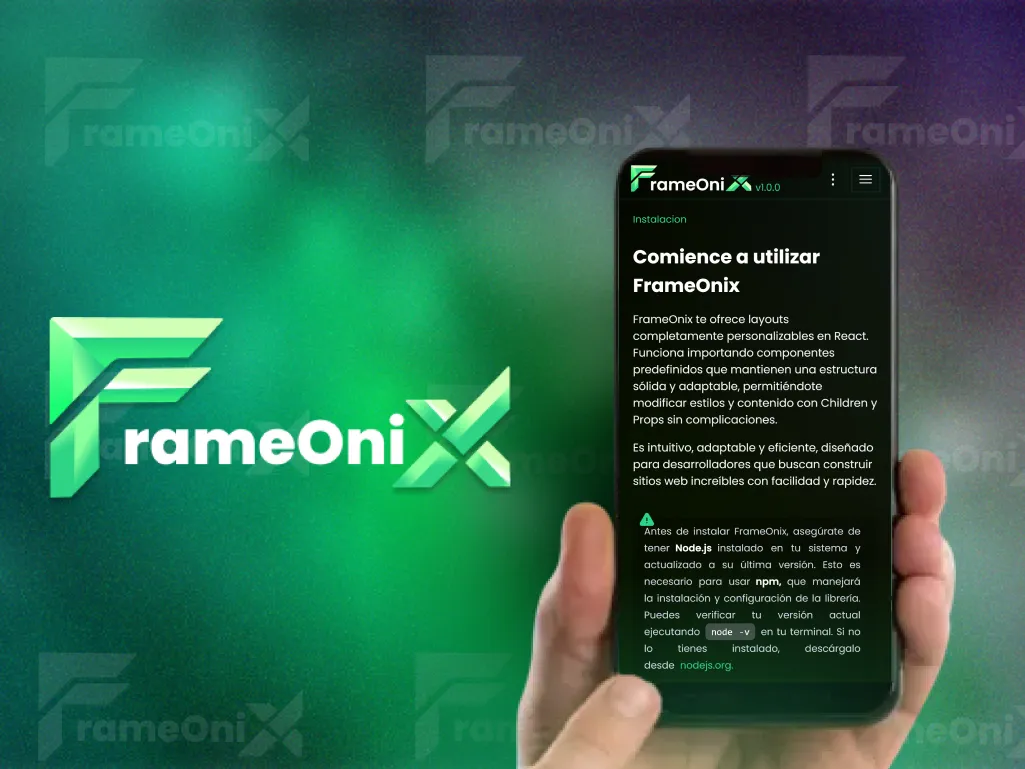 FrameOniX
FrameOniX
FrameOniX
FrameOniX v1.0.0
Instalacion
Comience a utilizar
FrameOnix
FrameOnix te ofrece layouts
completamente personalizables en React.
Funciona importando componentes
predefinidos que mantienen una estructura
sólida y adaptable, permitiéndote
modificar estilos y contenido con Children y
Props sin complicaciones.
Es intuitivo, adaptable y eficiente, diseñado
para desarrolladores que buscan construir
sitios web increíbles con facilidad y rapidez.
FrameOniX
Antes de instalar FrameOnix, asegúrate de
tener Node.js instalado en tu sistema y
actualizado a su última versión. Esto es
necesario para usar npm, que manejará
la instalación y configuración de la librería.
Puedes verificar tu versión actual
ejecutando node -v en tu terminal. Si no
lo tienes instalado, descárgalo
desde nodejs.org.
FrameOniX